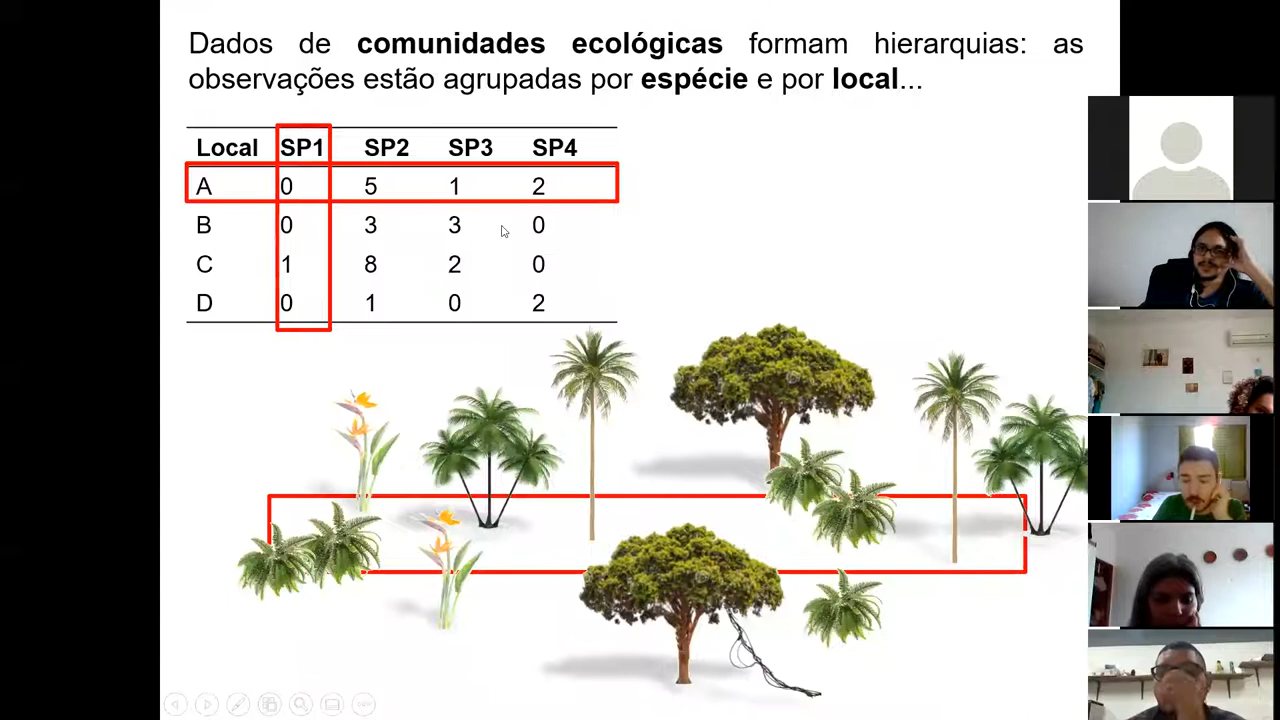 Dados de comunidades ecológicas formam hierarquias: as
observações estão agrupadas por espécie e por local...
Local SP1 SP2 SP3 SP4
A 0 5 1 2
B 0 3 3 0
C 1 8 2 0
D 0 1 0 2